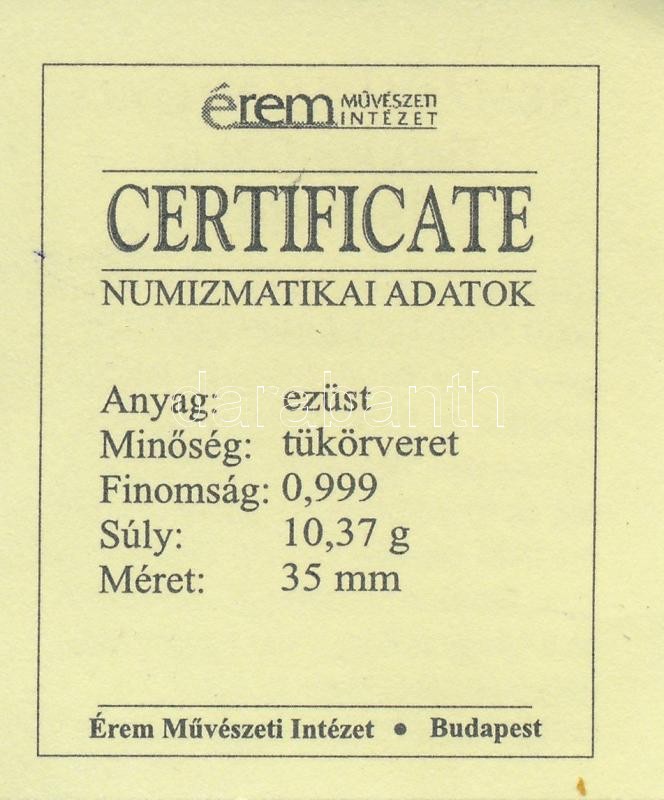 érem MŰVÉSZETI
INTÉZET
CERTIFICATE
NUMIZMATIKAI ADATOK
darabanth
Anyag: ezüst
Minőség: tükörveret
Finomság: 0,999
Súly: 10,37 g
Méret: 35 mm
Érem Művészeti Intézet • Budapest